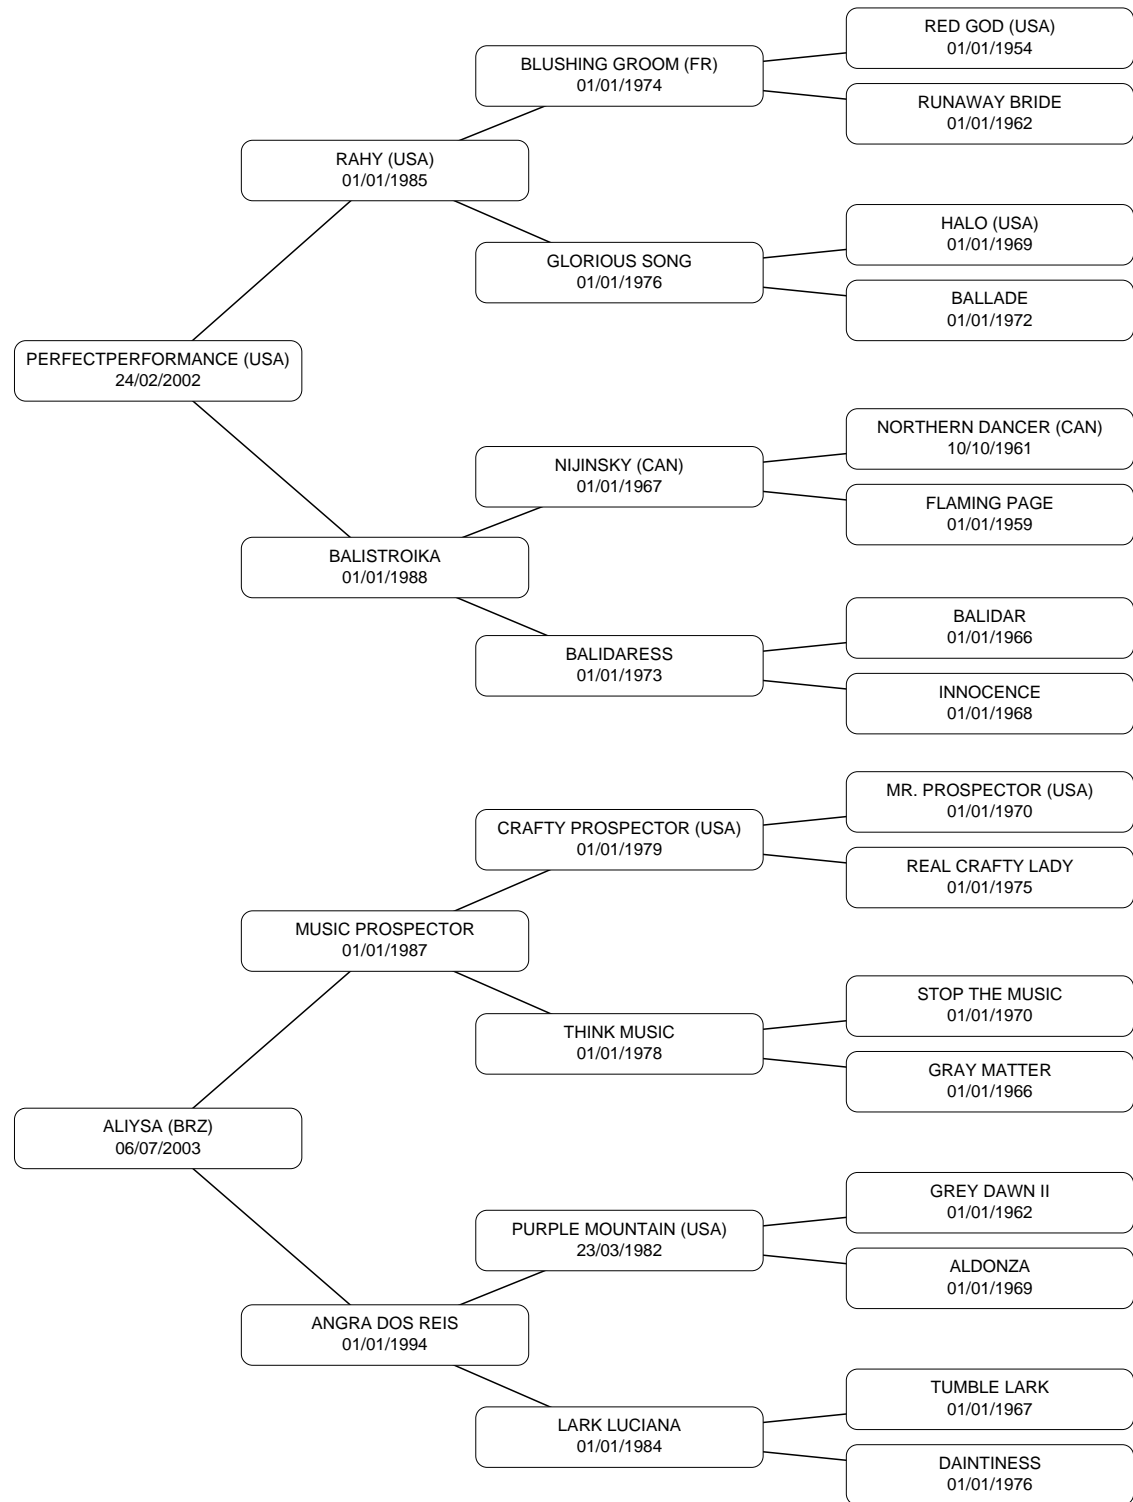 RED GOD (USA)
01/01/1954
BLUSHING GROOM (FR)
01/01/1974
RUNAWAY BRIDE
01/01/1962
RAHY (USA)
01/01/1985
HALO (USA)
01/01/1969
GLORIOUS SONG
01/01/1976
BALLADE
01/01/1972
PERFECTPERFORMANCE (USA)
24/02/2002
NORTHERN DANCER (CAN)
10/10/1961
NIJINSKY (CAN)
01/01/1967
FLAMING PAGE
01/01/1959
BALISTROIKA
01/01/1988
BALIDAR
01/01/1966
BALIDARESS
01/01/1973
INNOCENCE
01/01/1968
MR. PROSPECTOR (USA)
01/01/1970
CRAFTY PROSPECTOR (USA)
01/01/1979
REAL CRAFTY LADY
01/01/1975
MUSIC PROSPECTOR
01/01/1987
STOP THE MUSIC
01/01/1970
THINK MUSIC
01/01/1978
GRAY MATTER
01/01/1966
ALIYSA (BRZ)
06/07/2003
GREY DAWN II
01/01/1962
PURPLE MOUNTAIN (USA)
23/03/1982
ALDONZA
01/01/1969
ANGRA DOS REIS
01/01/1994
TUMBLE LARK
01/01/1967
LARK LUCIANA
01/01/1984
DAINTINESS
01/01/1976